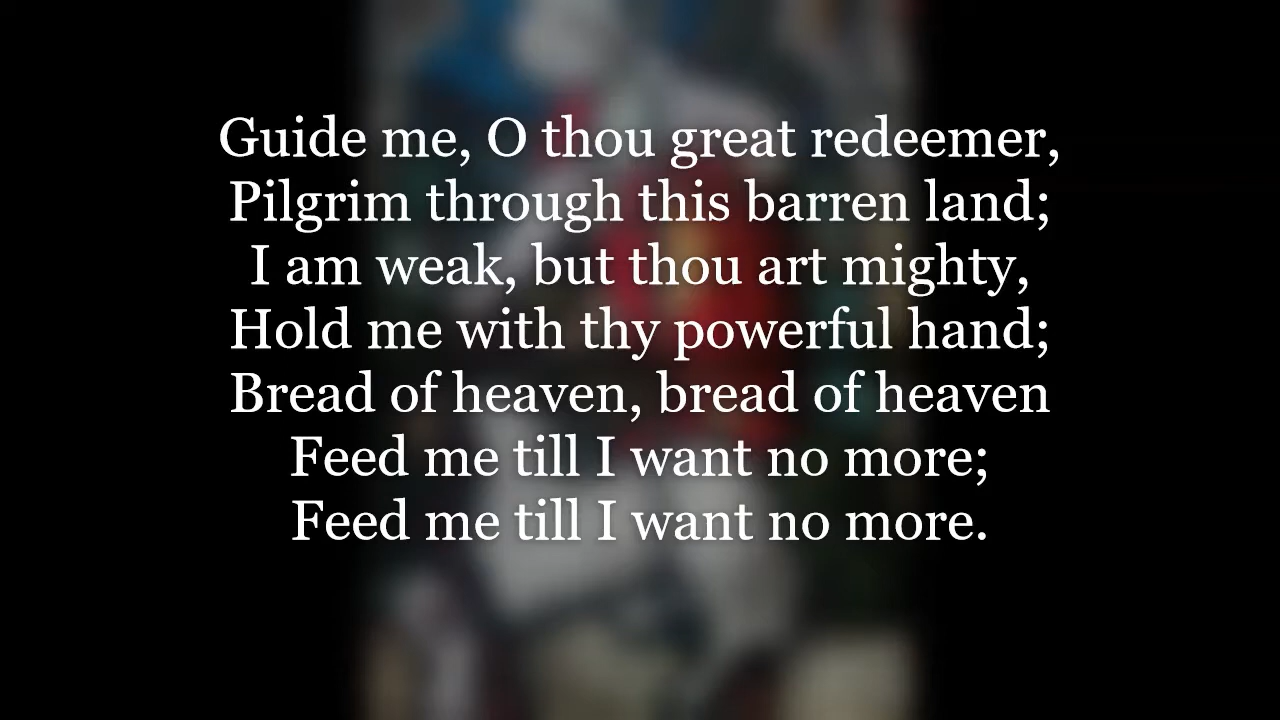 Guide me, O thou great redeemer,
Pilgrim through this barren land;
I am weak, but thou art mighty,
Hold me with thy powerful hand;
Bread of heaven, bread of heaven
Feed me till I want no more;
Feed me till I want no more.